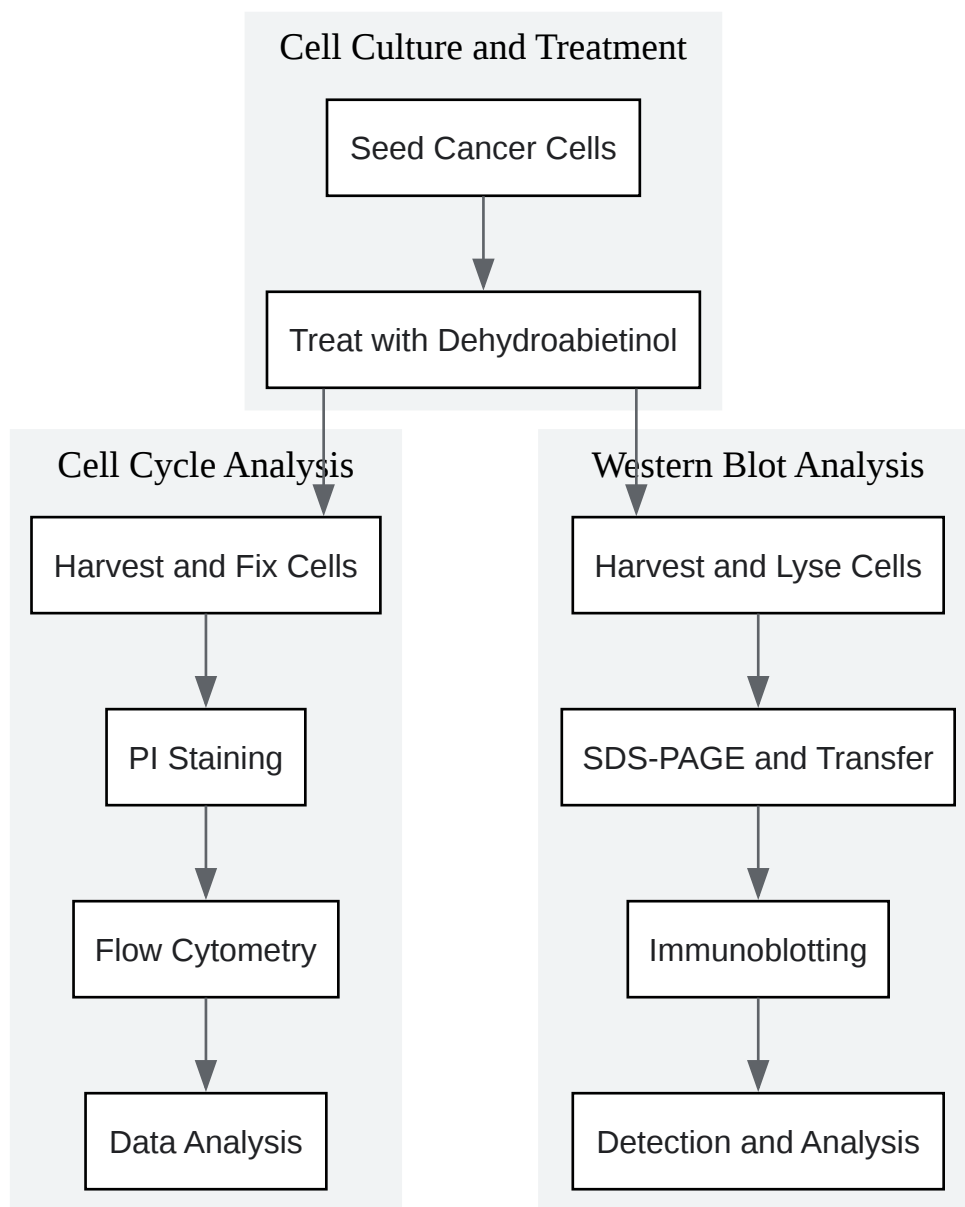 Cell Culture and Treatment
Seed Cancer Cells
Treat with Dehydroabietinol
Cell Cycle Analysis
Harvest and Fix Cells
PI Staining
Flow Cytometry
Data Analysis
Western Blot Analysis
Harvest and Lyse Cells
SDS-PAGE and Transfer
Immunoblotting
Detection and Analysis